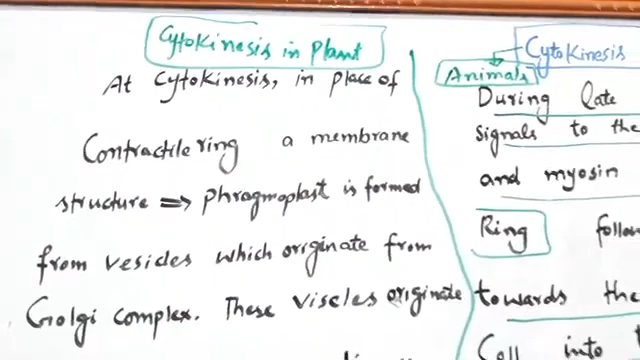 Cytokinesis in Plant
At Cytokinesis, in place of
Contractile ring a membrane
structure ⇒ Phragmoplast is formed
from vesicles which originate from
Golgi complex. These viscles originate
Cytokinesis
Animals
During late
signals to the
and myosin
Ring follow
towards the
Cell into